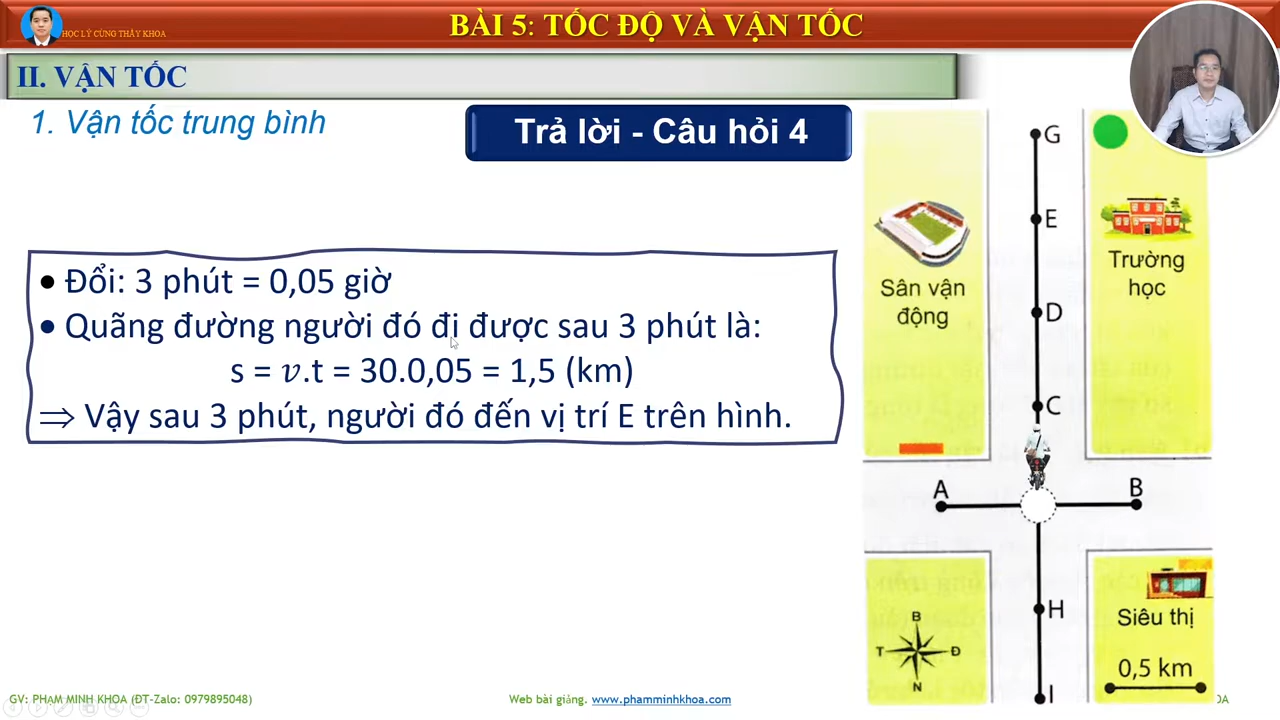 HỌC LÝ CÙNG THẦY KHOA
BÀI 5: TỐC ĐỘ VÀ VẬN TỐC
II. VẬN TỐC
1. Vận tốc trung bình
Trả lời - Câu hỏi 4
• Đổi: 3 phút = 0,05 giờ
• Quãng đường người đó đi được sau 3 phút là:
s = v.t = 30.0,05 = 1,5 (km)
⇒ Vậy sau 3 phút, người đó đến vị trí E trên hình.
G
E
D
C
A
B
H
I
Sân vận
động
Trường
học
B
T
Đ
N
Siêu thị
0,5 km
GV: PHẠM MINH KHOA (ĐT-Zalo: 0979895048)
Web bài giảng. www.phamminhkhoa.com
OA